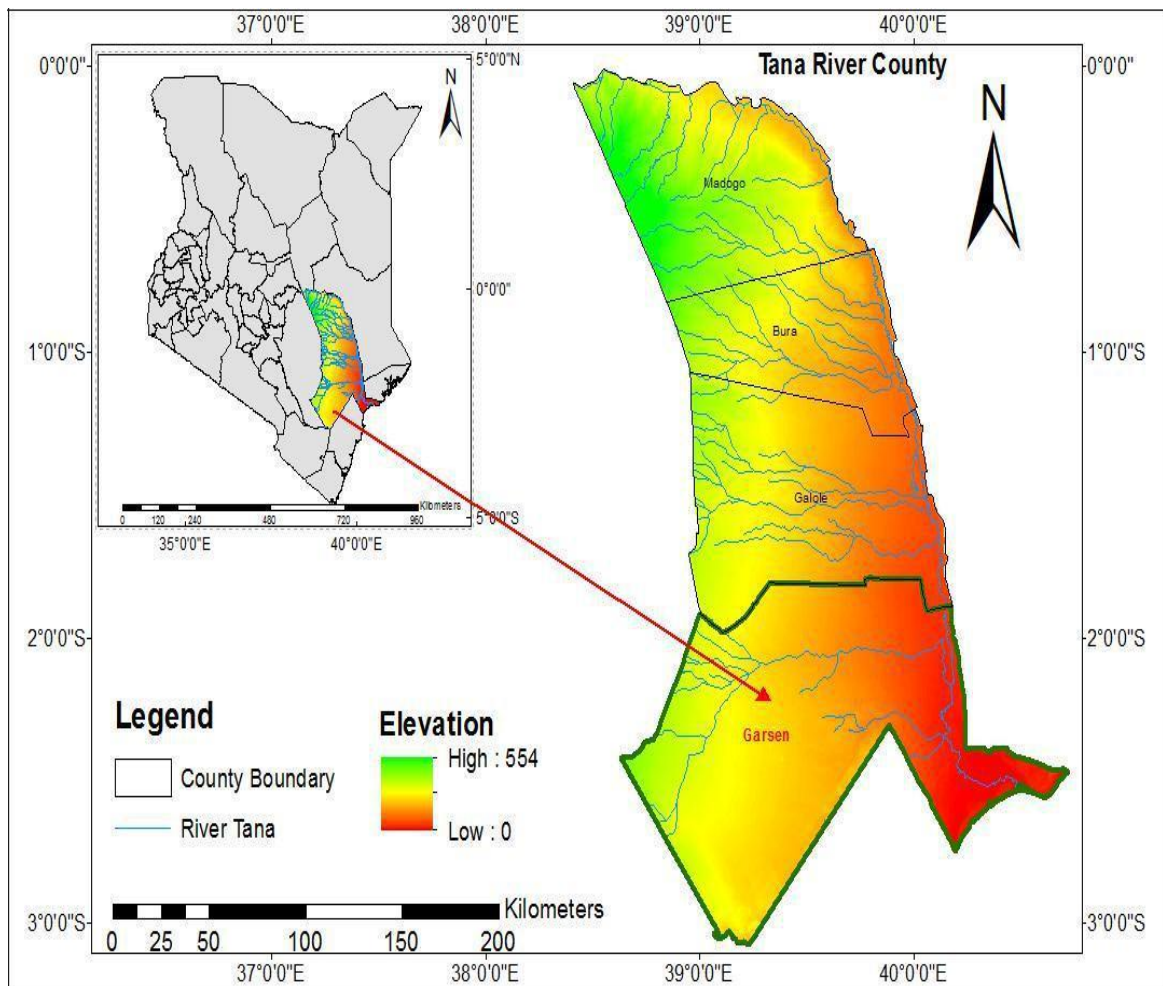 37°0'0"E 38°0'0"E 39°0'0"E 40°0'0"E
Tana River County
0°0'0"
0°0'0"
5°0'0"N
N
N
Madogo
0°0'0"
Bura
1°0'0"S
1°0'0"S
Galole
Kilometers
0 120 240 480 720 960
5°0'0"S
35°0'0"E 40°0'0"E
2°0'0"S
2°0'0"S
Garsen
Legend
County Boundary
River Tana
Elevation
High : 554
Low : 0
Kilometers
0 25 50 100 150 200
3°0'0"S
3°0'0"S
37°0'0"E 38°0'0"E 39°0'0"E 40°0'0"E